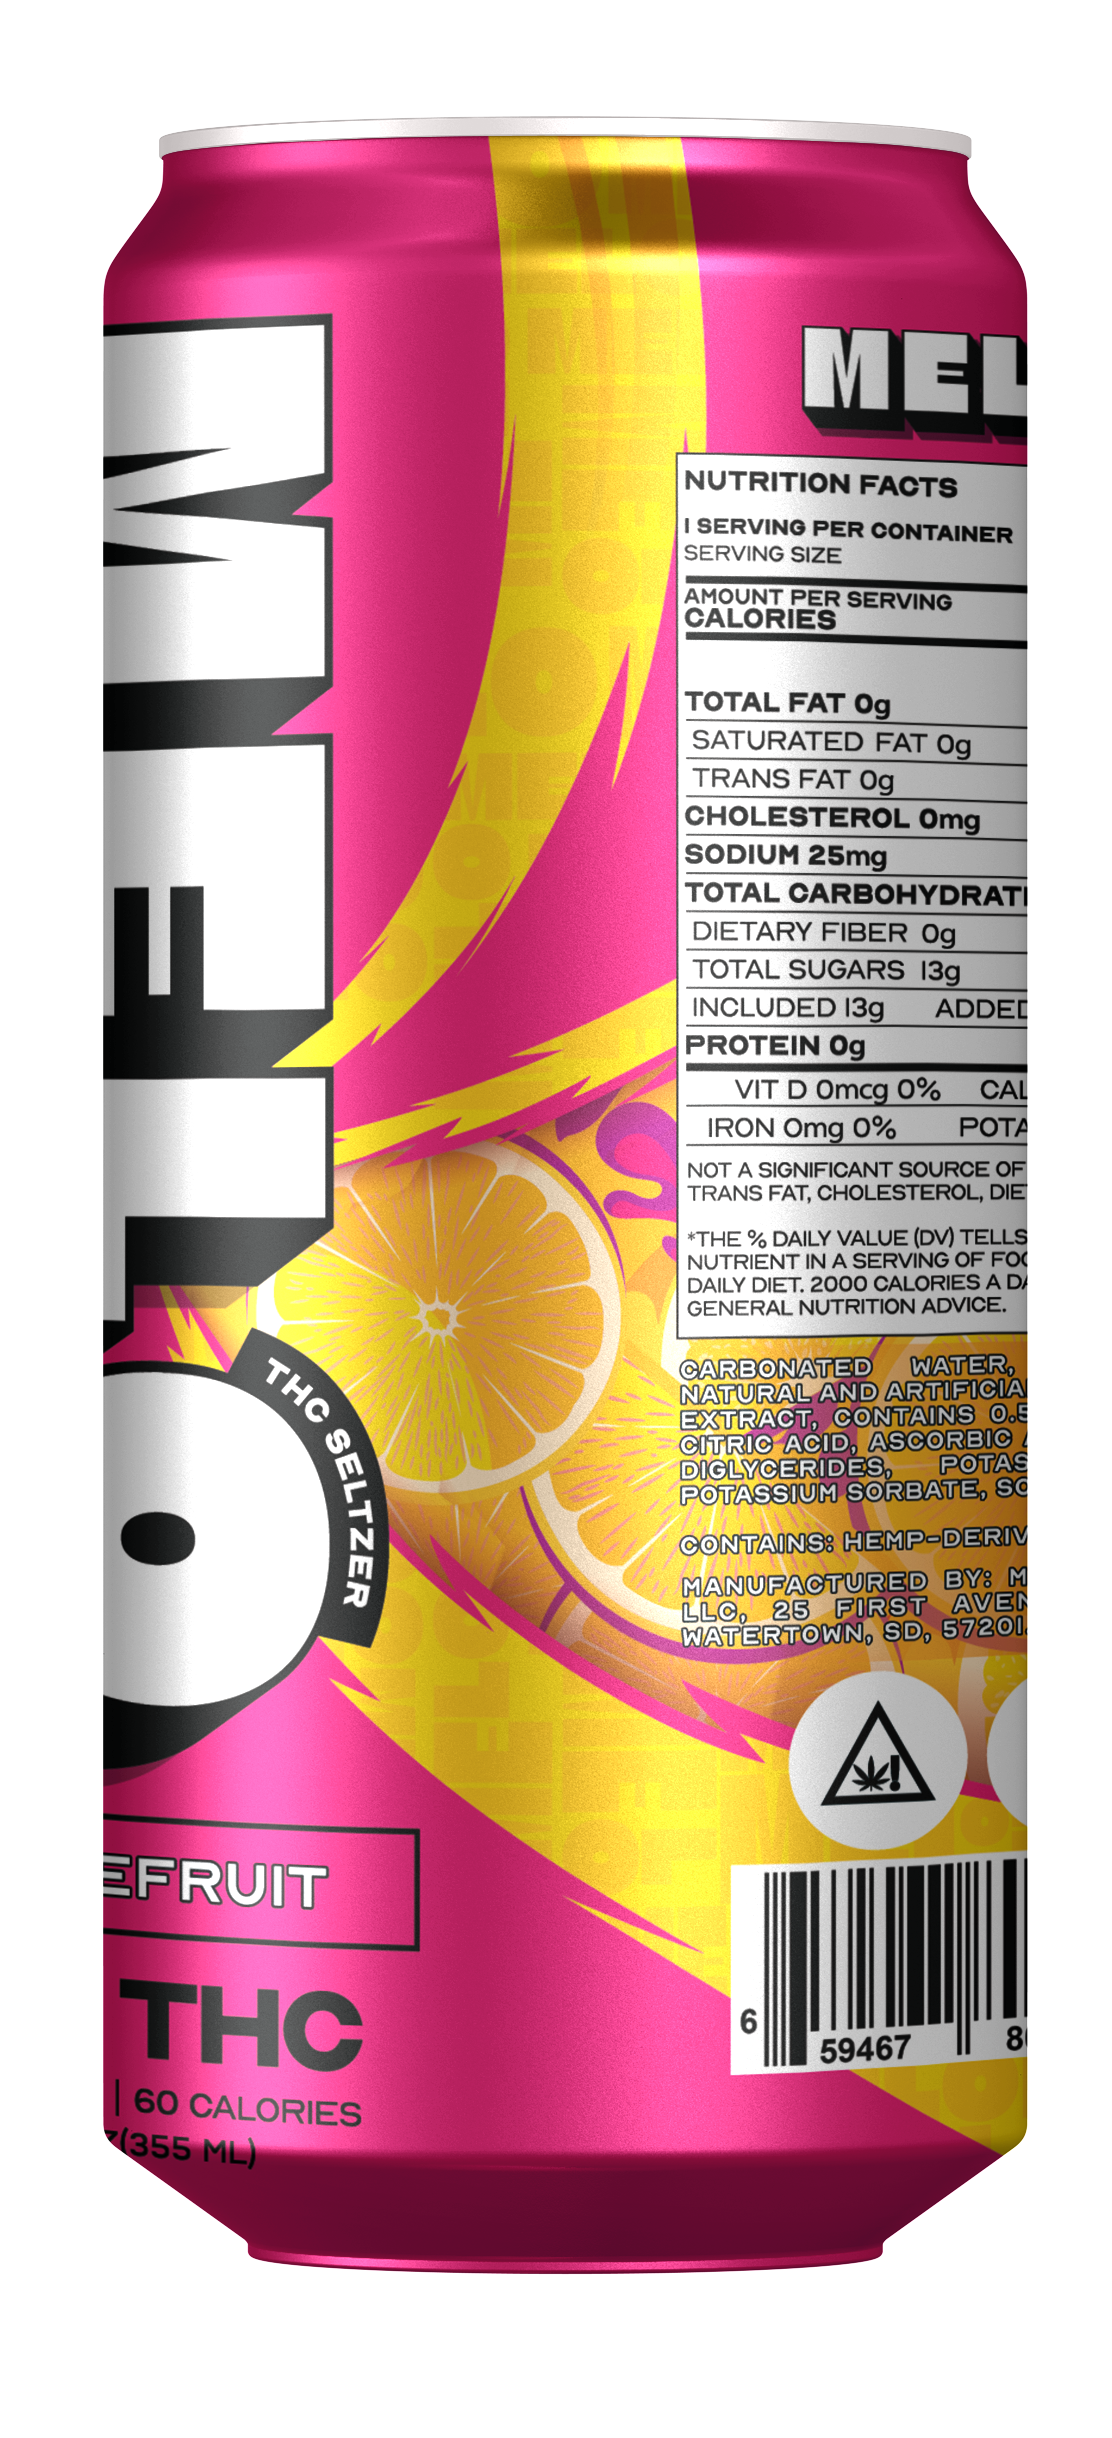 MELO
THC SELTZER
EFRUIT
THC
| 60 CALORIES
(355 ML)
MEL
NUTRITION FACTS
1 SERVING PER CONTAINER
SERVING SIZE
AMOUNT PER SERVING
CALORIES
TOTAL FAT 0g
SATURATED FAT 0g
TRANS FAT 0g
CHOLESTEROL 0mg
SODIUM 25mg
TOTAL CARBOHYDRAT
DIETARY FIBER 0g
TOTAL SUGARS 13g
INCLUDED 13g ADDED
PROTEIN 0g
VIT D 0mcg 0% CAL
IRON 0mg 0% POTA
NOT A SIGNIFICANT SOURCE OF
TRANS FAT, CHOLESTEROL, DIE
*THE % DAILY VALUE (DV) TELLS
NUTRIENT IN A SERVING OF FOO
DAILY DIET. 2000 CALORIES A DA
GENERAL NUTRITION ADVICE.
CARBONATED WATER,
NATURAL AND ARTIFICIA
EXTRACT, CONTAINS 0.5
CITRIC ACID, ASCORBIC
DIGLYCERIDES, POTAS
POTASSIUM SORBATE, SO
CONTAINS: HEMP-DERIV
MANUFACTURED BY: M
LLC, 25 FIRST AVEN
WATERTOWN, SD, 57201.
6 59467 8